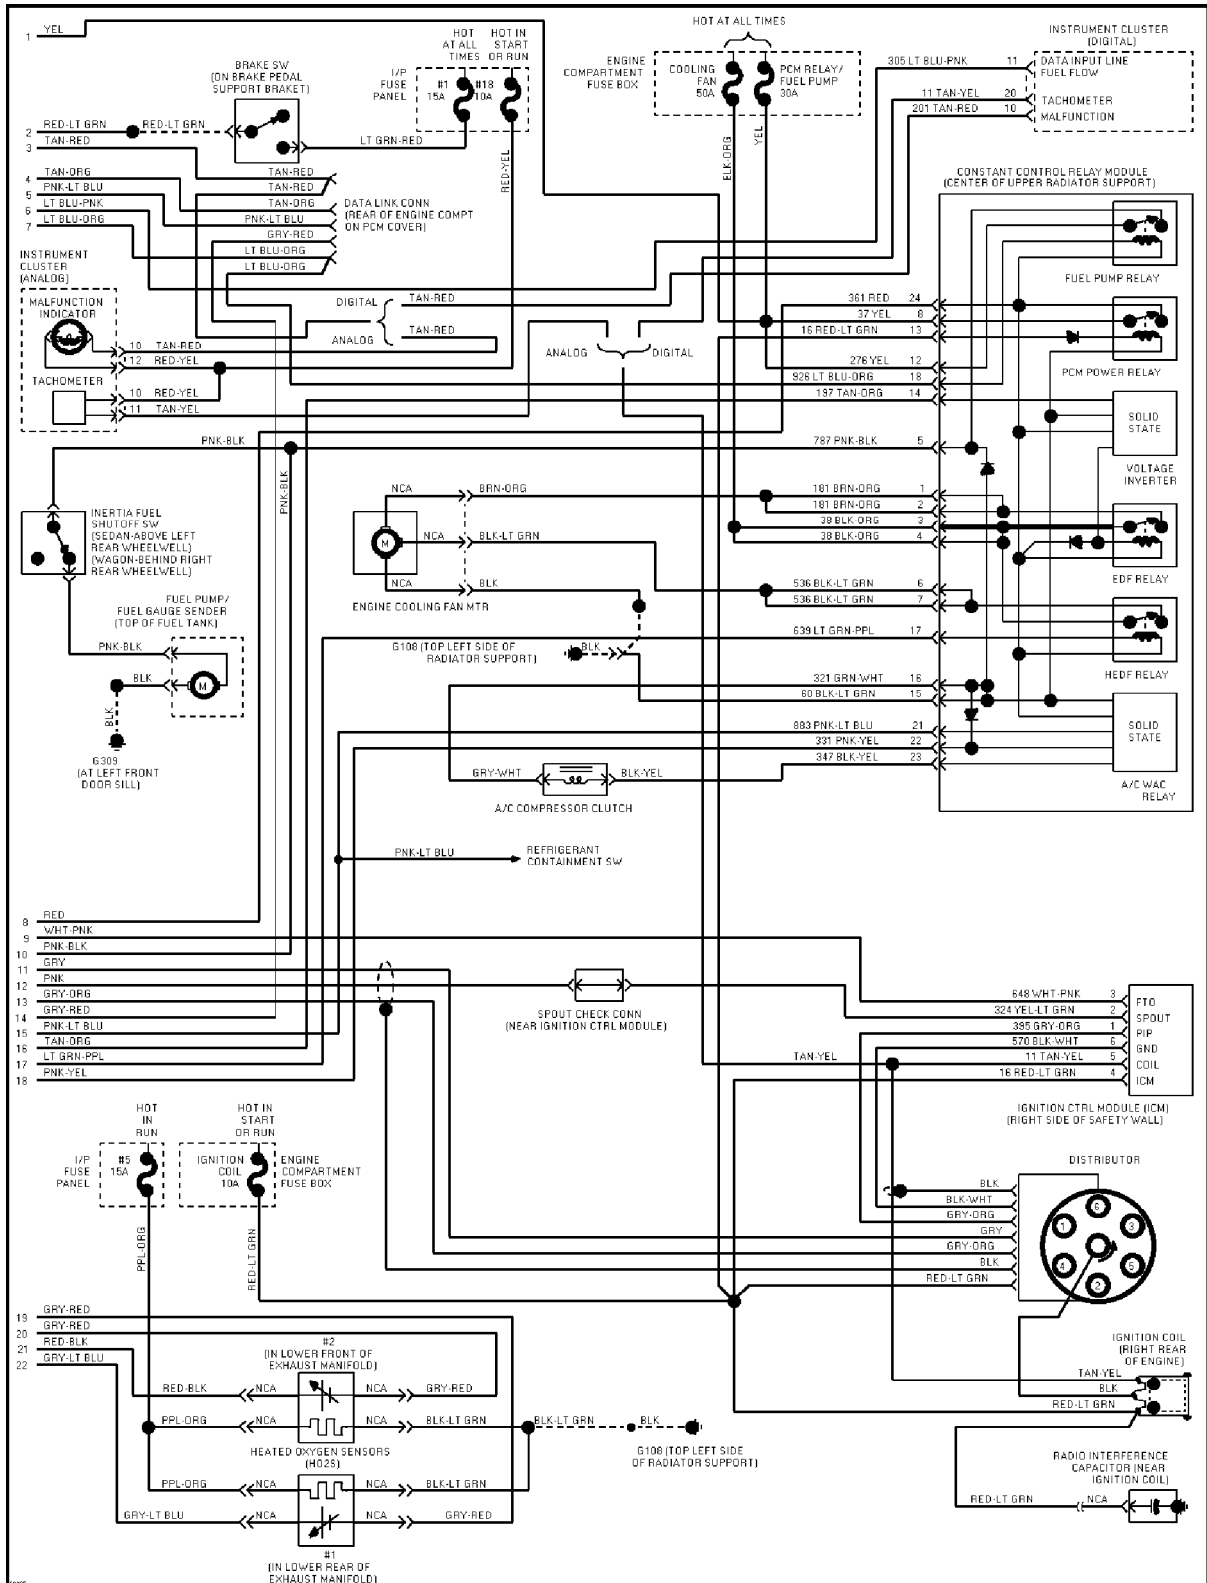 1 YEL
HOT AT ALL TIMES
HOT IN START OR RUN
I/P FUSE PANEL
#1 15A
#18 10A
BRAKE SW
(ON BRAKE PEDAL
SUPPORT BRAKET)
2 RED-LT GRN
RED-LT GRN
3 TAN-RED
LT GRN-RED
RED-YEL
4 TAN-ORG
5 PNK-LT BLU
6 LT BLU-PNK
7 LT BLU-ORG
TAN-RED
TAN-RED
TAN-ORG
PNK-LT BLU
GRY-RED
LT BLU-ORG
LT BLU-ORG
DATA LINK CONN
(REAR OF ENGINE COMPT
ON PCM COVER)
HOT AT ALL TIMES
ENGINE
COMPARTMENT
FUSE BOX
COOLING
FAN
50A
PCM RELAY/
FUEL PUMP
30A
BLK-ORG
YEL
INSTRUMENT CLUSTER
(DIGITAL)
305 LT BLU-PNK 11
DATA INPUT LINE
FUEL FLOW
11 TAN-YEL 20
TACHOMETER
201 TAN-RED 10
MALFUNCTION
CONSTANT CONTROL RELAY MODULE
(CENTER OF UPPER RADIATOR SUPPORT)
FUEL PUMP RELAY
PCM POWER RELAY
SOLID
STATE
VOLTAGE
INVERTER
EDF RELAY
HEDF RELAY
SOLID
STATE
A/C WAC
RELAY
361 RED 24
37 YEL 8
16 RED-LT GRN 13
276 YEL 12
926 LT BLU-ORG 18
197 TAN-ORG 14
787 PNK-BLK 5
181 BRN-ORG 1
181 BRN-ORG 2
38 BLK-ORG 3
38 BLK-ORG 4
536 BLK-LT GRN 6
536 BLK-LT GRN 7
639 LT GRN-PPL 17
321 GRN-WHT 16
60 BLK-LT GRN 15
883 PNK-LT BLU 21
331 PNK-YEL 22
347 BLK-YEL 23
INSTRUMENT
CLUSTER
(ANALOG)
MALFUNCTION
INDICATOR
TACHOMETER
10 TAN-RED
12 RED-YEL
10 RED-YEL
11 TAN-YEL
DIGITAL
TAN-RED
ANALOG
TAN-RED
ANALOG
DIGITAL
PNK-BLK
PNK-BLK
INERTIA FUEL
SHUTOFF SW
(SEDAN-ABOVE LEFT
REAR WHEELWELL)
(WAGON-BEHIND RIGHT
REAR WHEELWELL)
FUEL PUMP/
FUEL GAUGE SENDER
(TOP OF FUEL TANK)
PNK-BLK
BLK
M
BLK
G309
(AT LEFT FRONT
DOOR SILL)
NCA
BRN-ORG
M
NCA
BLK-LT GRN
NCA
BLK
ENGINE COOLING FAN MTR
G108 (TOP LEFT SIDE OF
RADIATOR SUPPORT)
BLK
GRY-WHT
BLK-YEL
A/C COMPRESSOR CLUTCH
PNK-LT BLU
REFRIGERANT
CONTAINMENT SW
8 RED
9 WHT-PNK
10 PNK-BLK
11 GRY
12 PNK
13 GRY-ORG
14 GRY-RED
15 PNK-LT BLU
16 TAN-ORG
17 LT GRN-PPL
18 PNK-YEL
SPOUT CHECK CONN
(NEAR IGNITION CTRL MODULE)
TAN-YEL
648 WHT-PNK 3 FTO
324 YEL-LT GRN 2 SPOUT
395 GRY-ORG 1 PIP
570 BLK-WHT 6 GND
11 TAN-YEL 5 COIL
16 RED-LT GRN 4 ICM
IGNITION CTRL MODULE (ICM)
(RIGHT SIDE OF SAFETY WALL)
HOT
IN
RUN
I/P
FUSE
PANEL
#5
15A
HOT IN
START
OR RUN
IGNITION
COIL
10A
ENGINE
COMPARTMENT
FUSE BOX
PPL-ORG
RED-LT GRN
DISTRIBUTOR
BLK
BLK-WHT
GRY-ORG
GRY
GRY-ORG
BLK
RED-LT GRN
6
1
3
4
5
2
19 GRY-RED
20 GRY-RED
21 RED-BLK
22 GRY-LT BLU
#2
(IN LOWER FRONT OF
EXHAUST MANIFOLD)
RED-BLK NCA NCA GRY-RED
PPL-ORG NCA NCA BLK-LT GRN
BLK-LT GRN
BLK
HEATED OXYGEN SENSORS
(HO2S)
G108 (TOP LEFT SIDE
OF RADIATOR SUPPORT)
PPL-ORG NCA NCA BLK-LT GRN
GRY-LT BLU NCA NCA GRY-RED
#1
(IN LOWER REAR OF
EXHAUST MANIFOLD)
IGNITION COIL
(RIGHT REAR
OF ENGINE)
TAN-YEL
BLK
RED-LT GRN
RADIO INTERFERENCE
CAPACITOR (NEAR
IGNITION COIL)
RED-LT GRN NCA